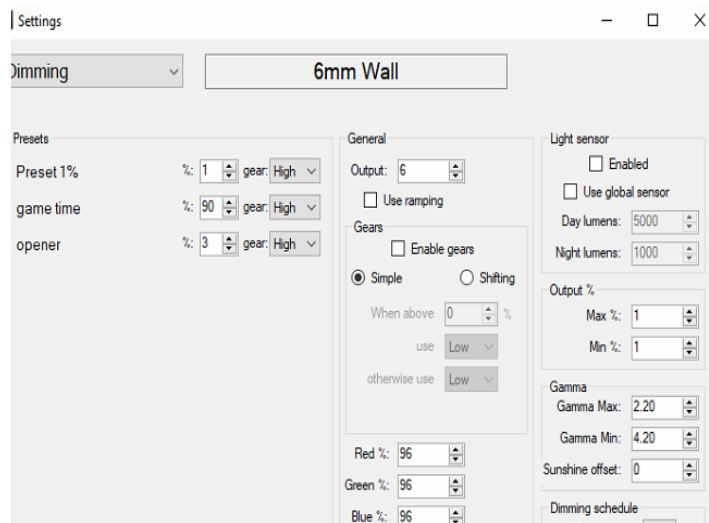 Settings
Dimming
6mm Wall
Presets
Preset 1% %: 1 gear: High
game time %: 90 gear: High
opener %: 3 gear: High
General
Output: 6
Use ramping
Gears
Enable gears
Simple Shifting
When above 0 %
use Low
otherwise use Low
Red %: 96
Green %: 96
Blue %: 96
Light sensor
Enabled
Use global sensor
Day lumens: 5000
Night lumens: 1000
Output %
Max %: 1
Min %: 1
Gamma
Gamma Max: 2.20
Gamma Min: 4.20
Sunshine offset: 0
Dimming schedule